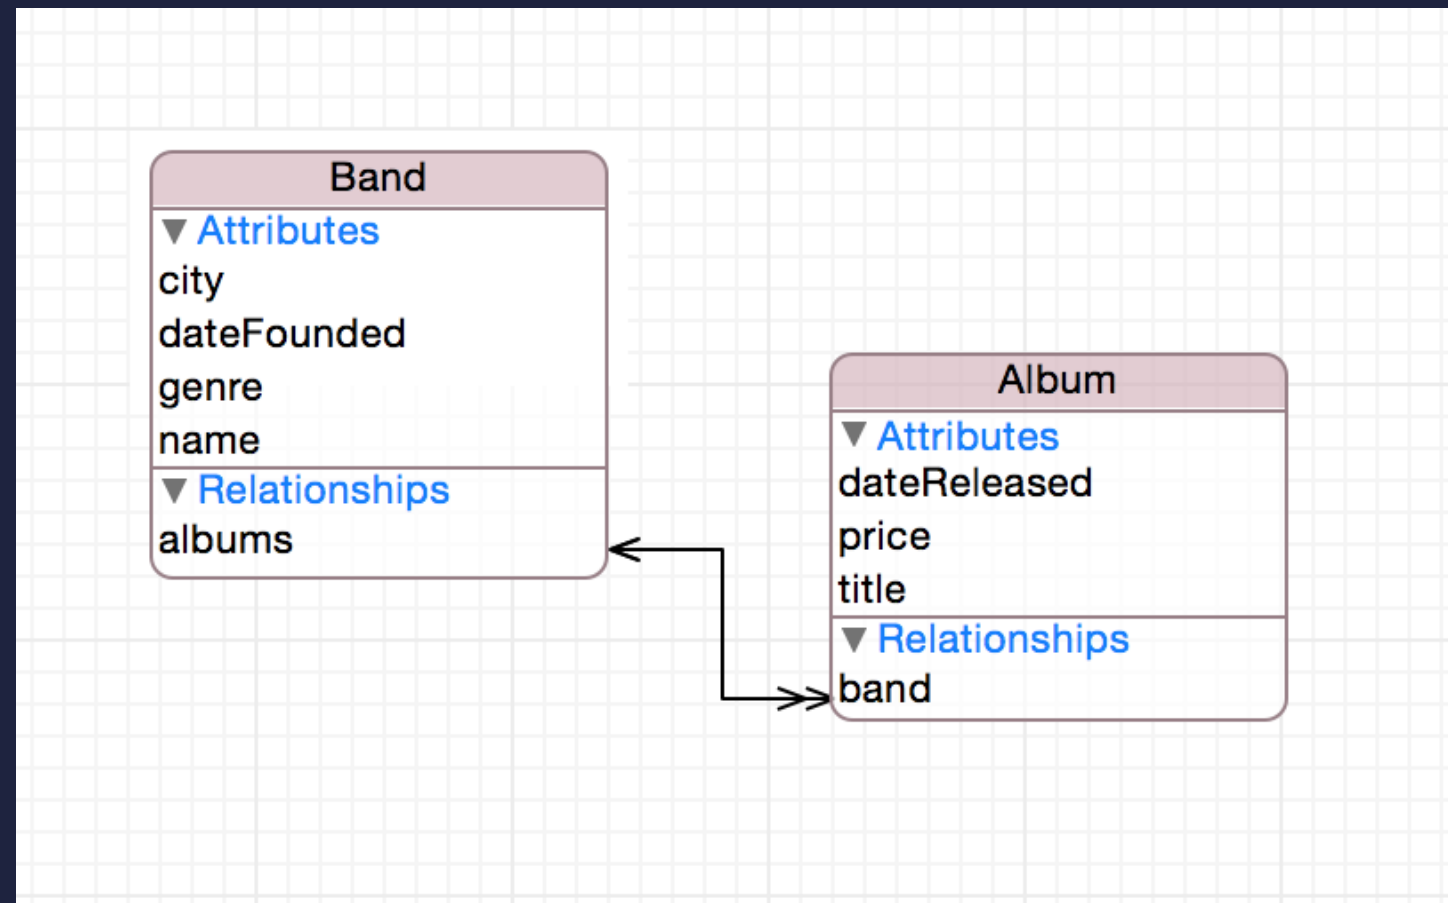 Band
Attributes
city
dateFounded
genre
name
Relationships
albums
Album
Attributes
dateReleased
price
title
Relationships
band